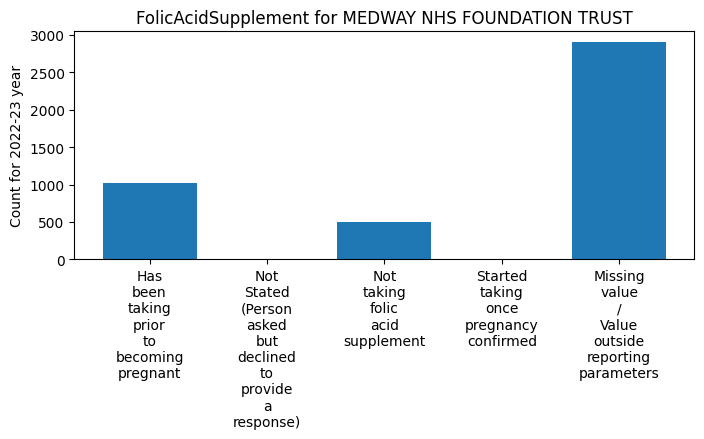 FolicAcidSupplement for MEDWAY NHS FOUNDATION TRUST
Count for 2022-23 year
3000
2500
2000
1500
1000
500
0
Has
been
taking
prior
to
becoming
pregnant
Not
Stated
(Person
asked
but
declined
to
provide
a
response)
Not
taking
folic
acid
supplement
Started
taking
once
pregnancy
confirmed
Missing
value
/
Value
outside
reporting
parameters